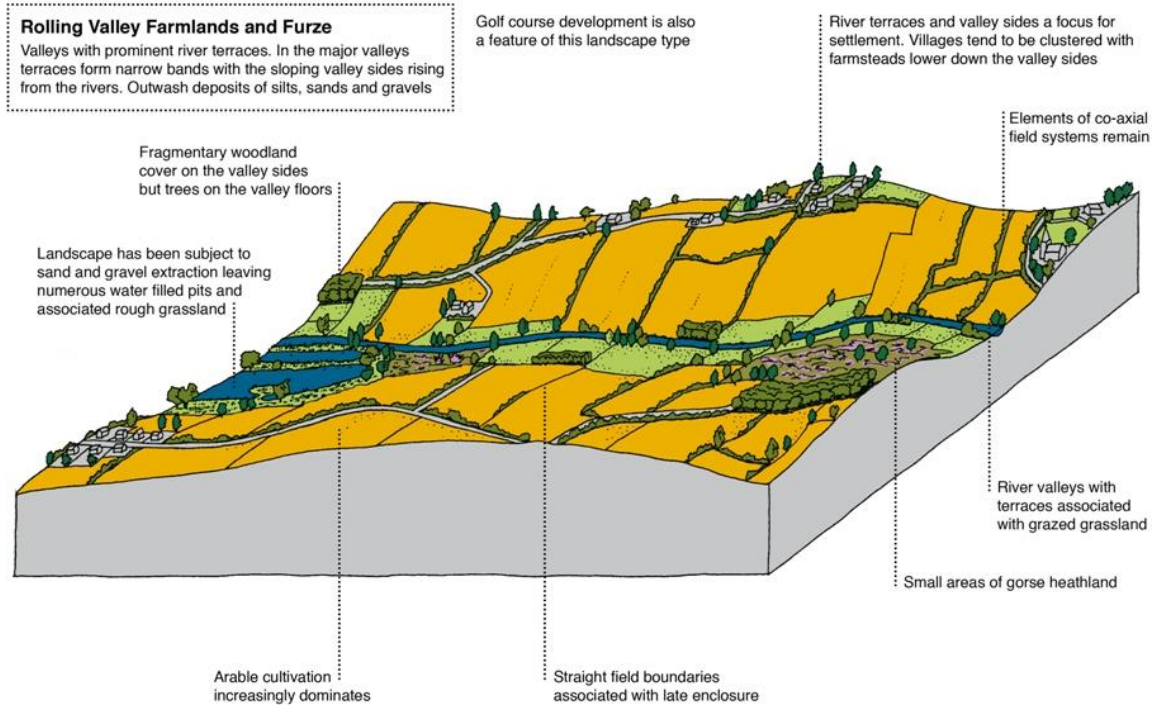 Rolling Valley Farmlands and Furze
Valleys with prominent river terraces. In the major valleys
terraces form narrow bands with the sloping valley sides rising
from the rivers. Outwash deposits of silts, sands and gravels
Golf course development is also
a feature of this landscape type
River terraces and valley sides a focus for
settlement. Villages tend to be clustered with
farmsteads lower down the valley sides
Elements of co-axial
field systems remain
Fragmentary woodland
cover on the valley sides
but trees on the valley floors
Landscape has been subject to
sand and gravel extraction leaving
numerous water filled pits and
associated rough grassland
River valleys with
terraces associated
with grazed grassland
Small areas of gorse heathland
Arable cultivation
increasingly dominates
Straight field boundaries
associated with late enclosure